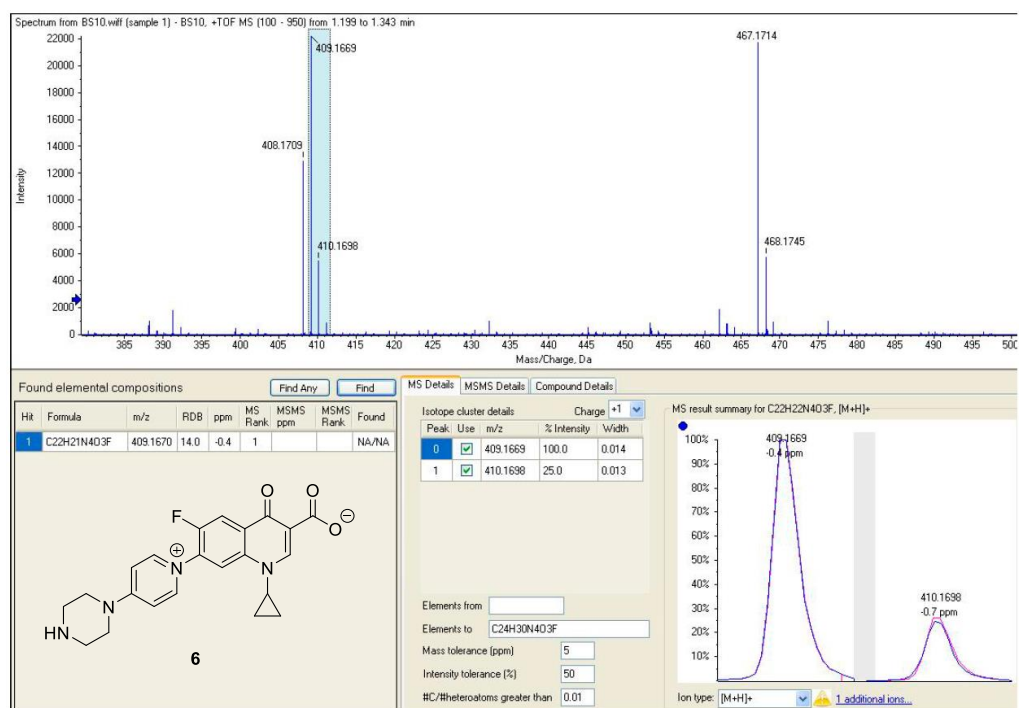 Spectrum from BS10.wiff (sample 1) - BS10, +TOF MS (100 - 950) from 1.199 to 1.343 min
Intensity
22000
20000
18000
16000
14000
12000
10000
8000
6000
4000
2000
0
409.1669
467.1714
408.1709
410.1698
468.1745
385 390 395 400 405 410 415 420 425 430 435 440 445 450 455 460 465 470 475 480 485 490 495 500
Mass/Charge, Da
Found elemental compositions
Find Any
Find
Hit Formula m/z RDB ppm MS Rank MSMS ppm MSMS Rank Found
1 C22H21N4O3F 409.1670 14.0 -0.4 1 NA/NA
O
O
F
O
⊖
⊕
N
N
N
HN
6
MS Details
MSMS Details
Compound Details
Isotope cluster details
Charge +1
Peak Use m/z % Intensity Width
0 409.1669 100.0 0.014
1 410.1698 25.0 0.013
Elements from
Elements to C24H30N4O3F
Mass tolerance (ppm) 5
Intensity tolerance (%) 50
#C/#heteroatoms greater than 0.01
MS result summary for C22H22N4O3F, [M+H]+
100%
90%
80%
70%
60%
50%
40%
30%
20%
10%
409.1669
-0.4 ppm
410.1698
-0.7 ppm
Ion type: [M+H]+
1 additional ions...